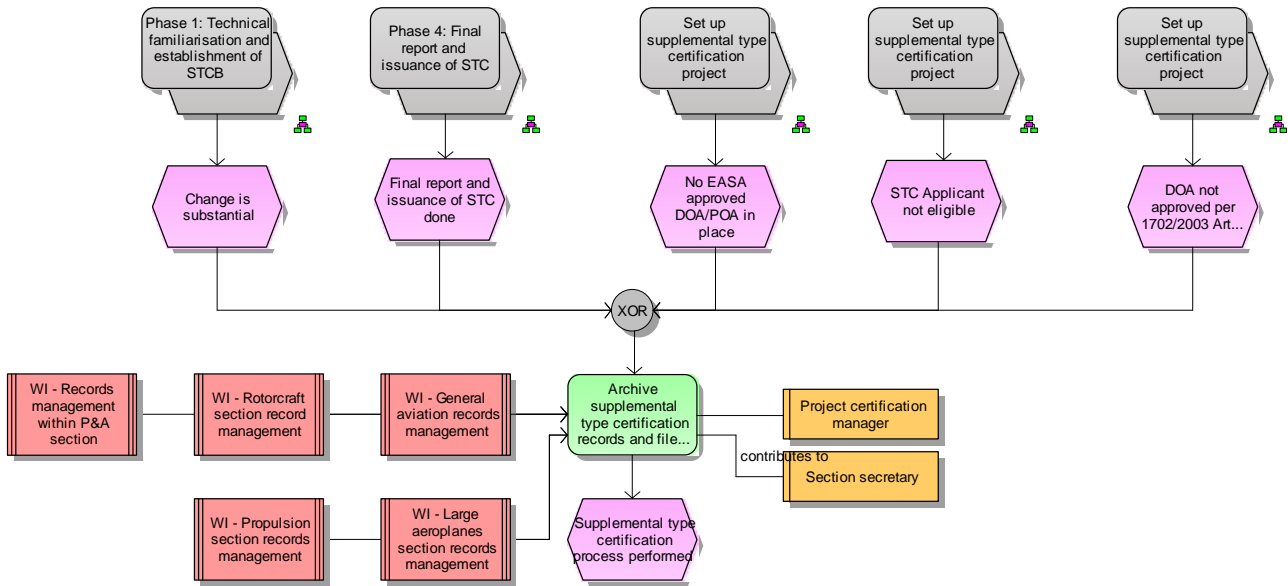 Phase 1: Technical
familiarisation and
establishment of
STCB
Phase 4: Final
report and
issuance of STC
Set up
supplemental type
certification
project
Set up
supplemental type
certification
project
Set up
supplemental type
certification
project
Change is
substantial
Final report and
issuance of STC
done
No EASA
approved
DOA/POA in
place
STC Applicant
not eligible
DOA not
approved per
1702/2003 Art...
XOR
WI - Records
management
within P&A
section
WI - Rotorcraft
section record
management
WI - General
aviation records
management
Archive
supplemental
type certification
records and file...
Project certification
manager
contributes to
Section secretary
WI - Propulsion
section records
management
WI - Large
aeroplanes
section records
management
Supplemental type
certification
process performed